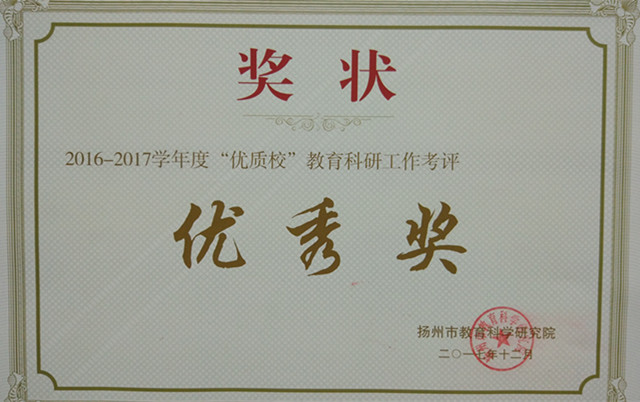 奖状
2016-2017学年度“优质校”教育科研工作考评
优秀奖
扬州市教育科学研究院
二〇一七年十二月